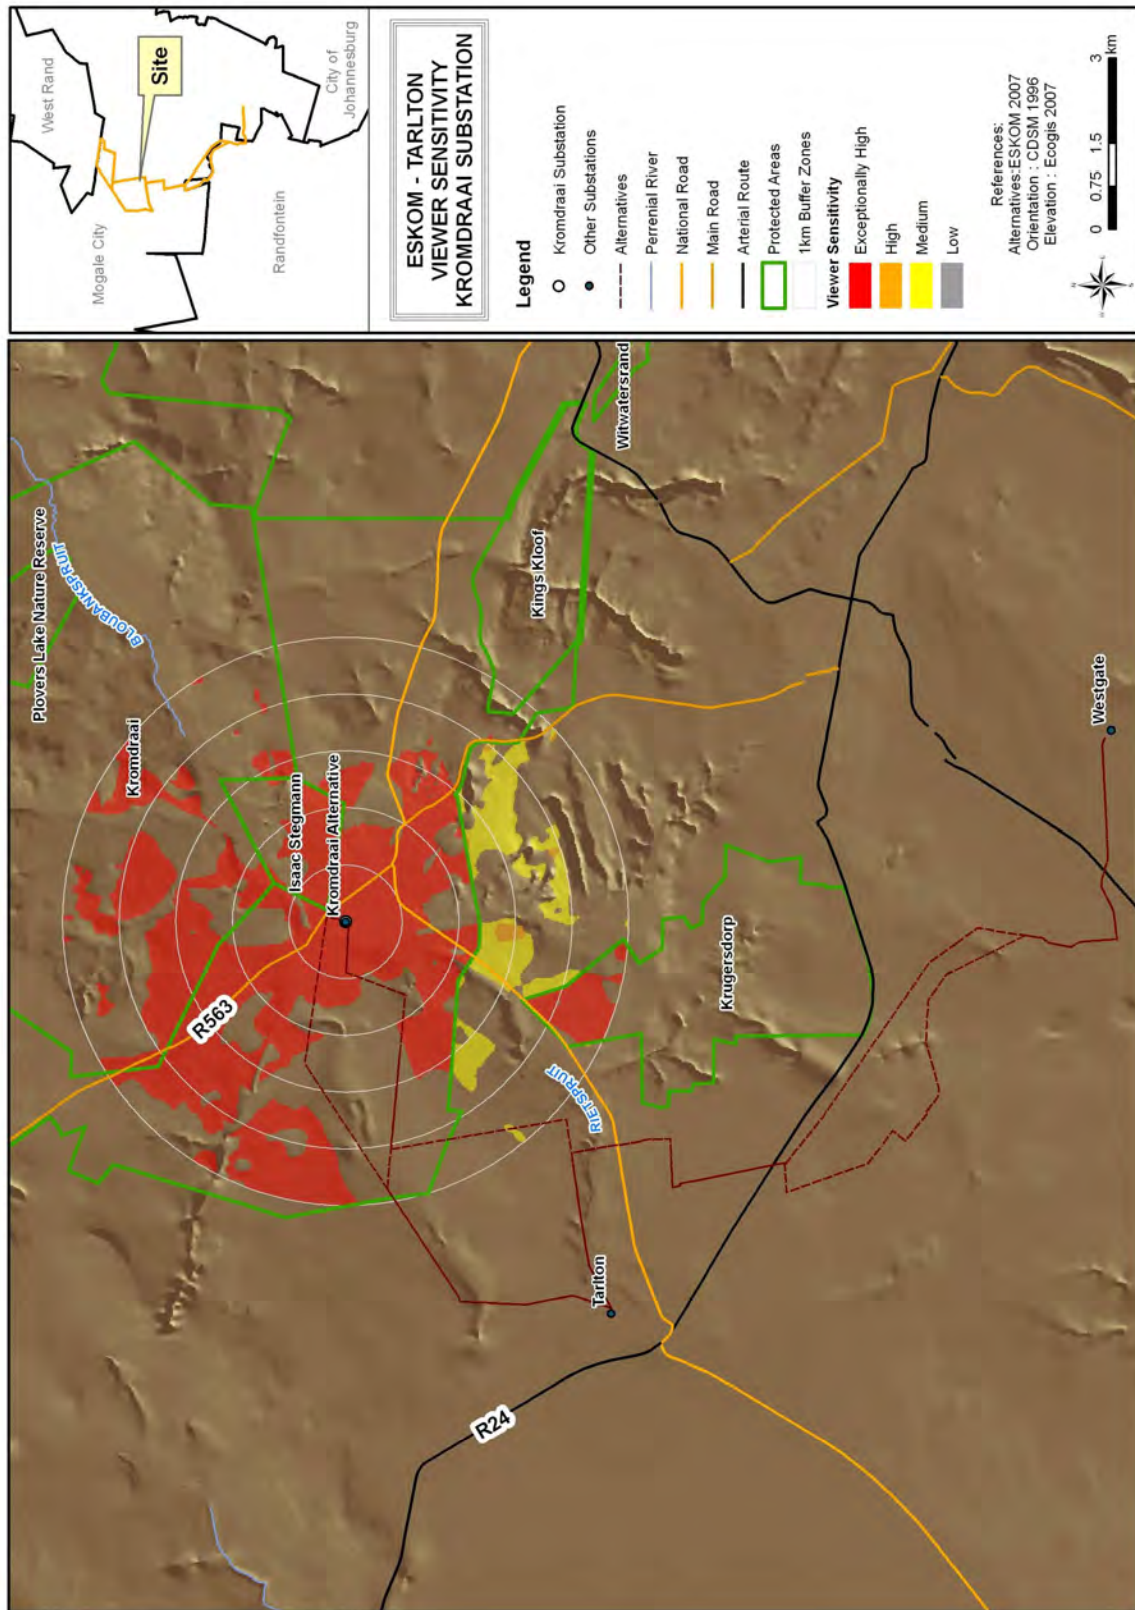 West Rand
Mogale City
Site
Randfontein
City of
Johannesburg
ESKOM - TARLTON
VIEWER SENSITIVITY
KROMDRAAI SUBSTATION
Legend
Kromdraai Substation
Other Substations
Alternatives
Perrenial River
National Road
Main Road
Arterial Route
Protected Areas
1km Buffer Zones
Viewer Sensitivity
Exceptionally High
High
Medium
Low
References:
Alternatives:ESKOM 2007
Orientation : CDSM 1996
Elevation : Ecogis 2007
0 0.75 1.5 3
km
Plovers Lake Nature Reserve
BLOUBANKSPRUIT
Kromdraai
Isaac Stegmann
Kromdraai Alternative
R563
Kings Kloof
Witwatersrand
RIETSPRUIT
Krugersdorp
Tarlton
R24
Westgate